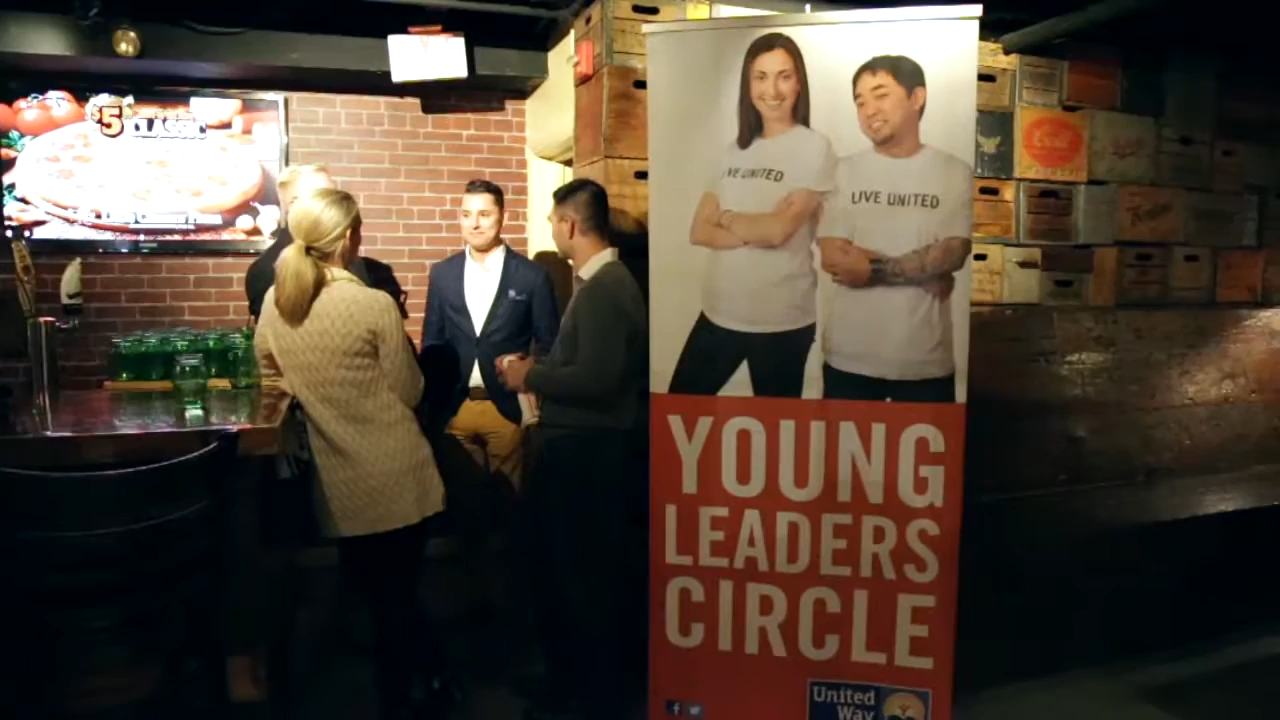 $5
CLASSIC
LIVE UNITED
LIVE UNITED
YOUNG
LEADERS
CIRCLE
United
Way
f